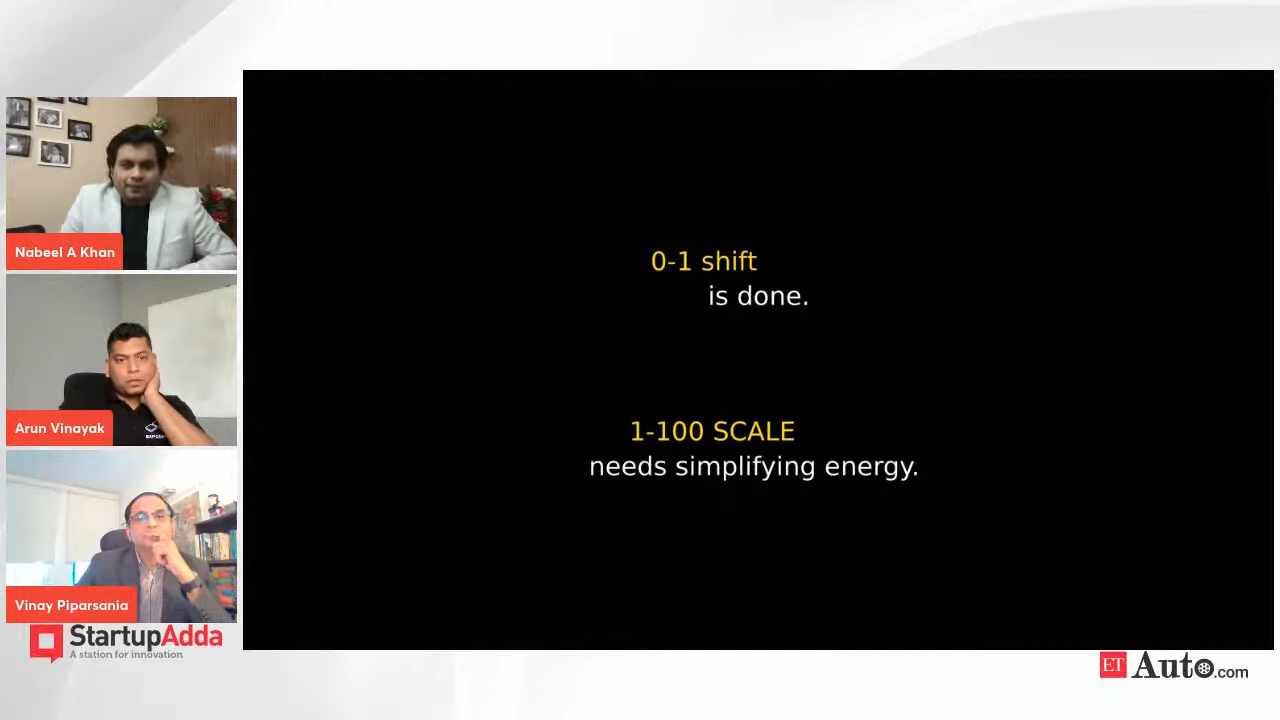 Nabeel A Khan
Arun Vinayak
Vinay Piparsania
StartupAdda
A station for innovation
0-1 shift
is done.
1-100 SCALE
needs simplifying energy.
ET Auto.com